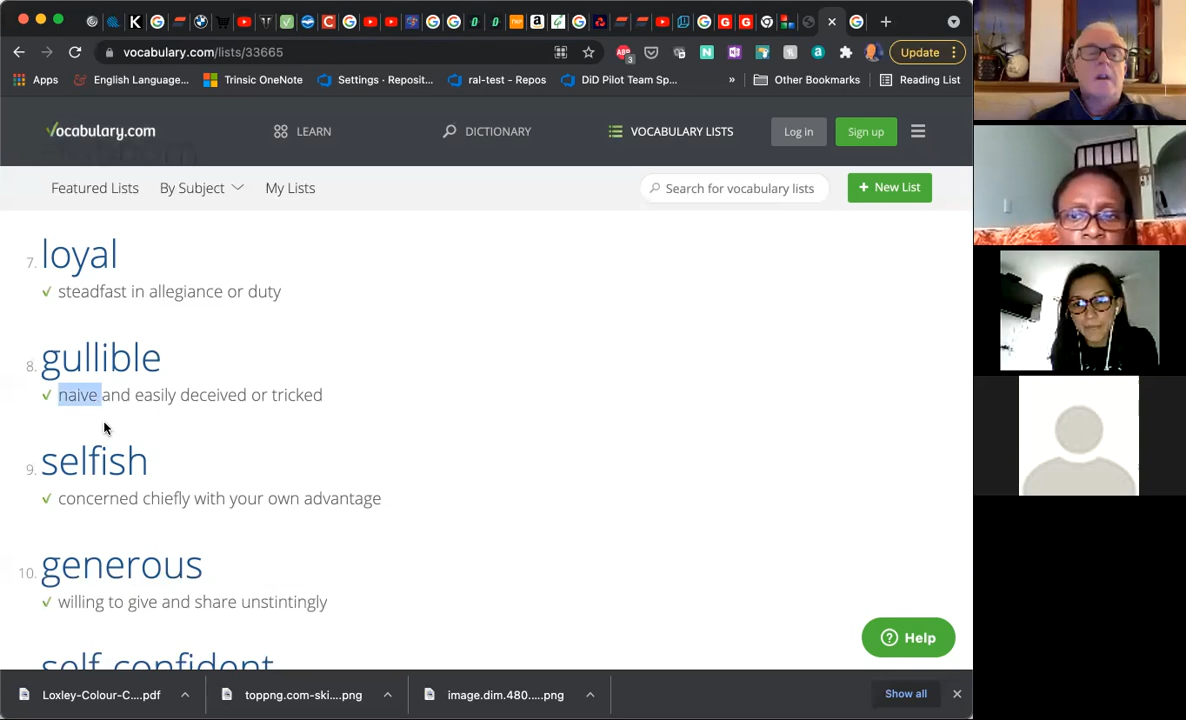 vocabulary.com/lists/33665
Update
Apps
English Language...
Trinsic OneNote
Settings · Reposit...
ral-test - Repos
DiD Pilot Team Sp...
»
Other Bookmarks
Reading List
Vocabulary.com
LEARN
DICTIONARY
VOCABULARY LISTS
Log in
Sign up
Featured Lists
By Subject
My Lists
Search for vocabulary lists
+ New List
7. loyal
steadfast in allegiance or duty
8. gullible
naive and easily deceived or tricked
9. selfish
concerned chiefly with your own advantage
10. generous
willing to give and share unstintingly
self-confident
Help
Loxley-Colour-C....pdf
toppng.com-ski....png
image.dim.480.....png
Show all